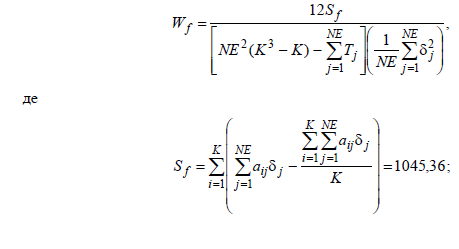 W_f = \frac{12S_f}{\left[ NE^2(K^3 - K) - \sum_{j=1}^{NE} T_j \right] \left( \frac{1}{NE} \sum_{j=1}^{NE} \delta_j^2 \right)},
де
S_f = \sum_{i=1}^{K} \left( \sum_{j=1}^{NE} a_{ij}\delta_j - \frac{\sum_{i=1}^{K} \sum_{j=1}^{NE} a_{ij}\delta_j}{K} \right) = 1045,36;